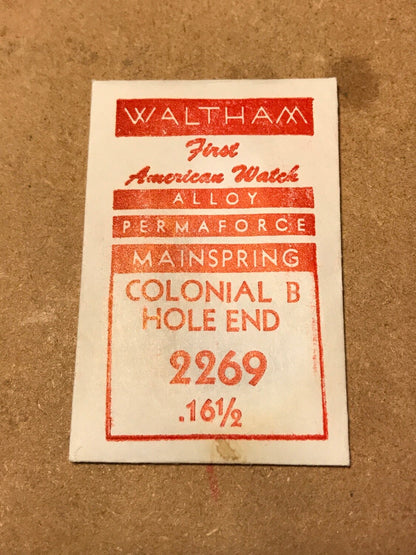 WALTHAM
First
American Watch
ALLOY
PERMAFORCE
MAINSPRING
COLONIAL B
HOLE END
2269
.16½